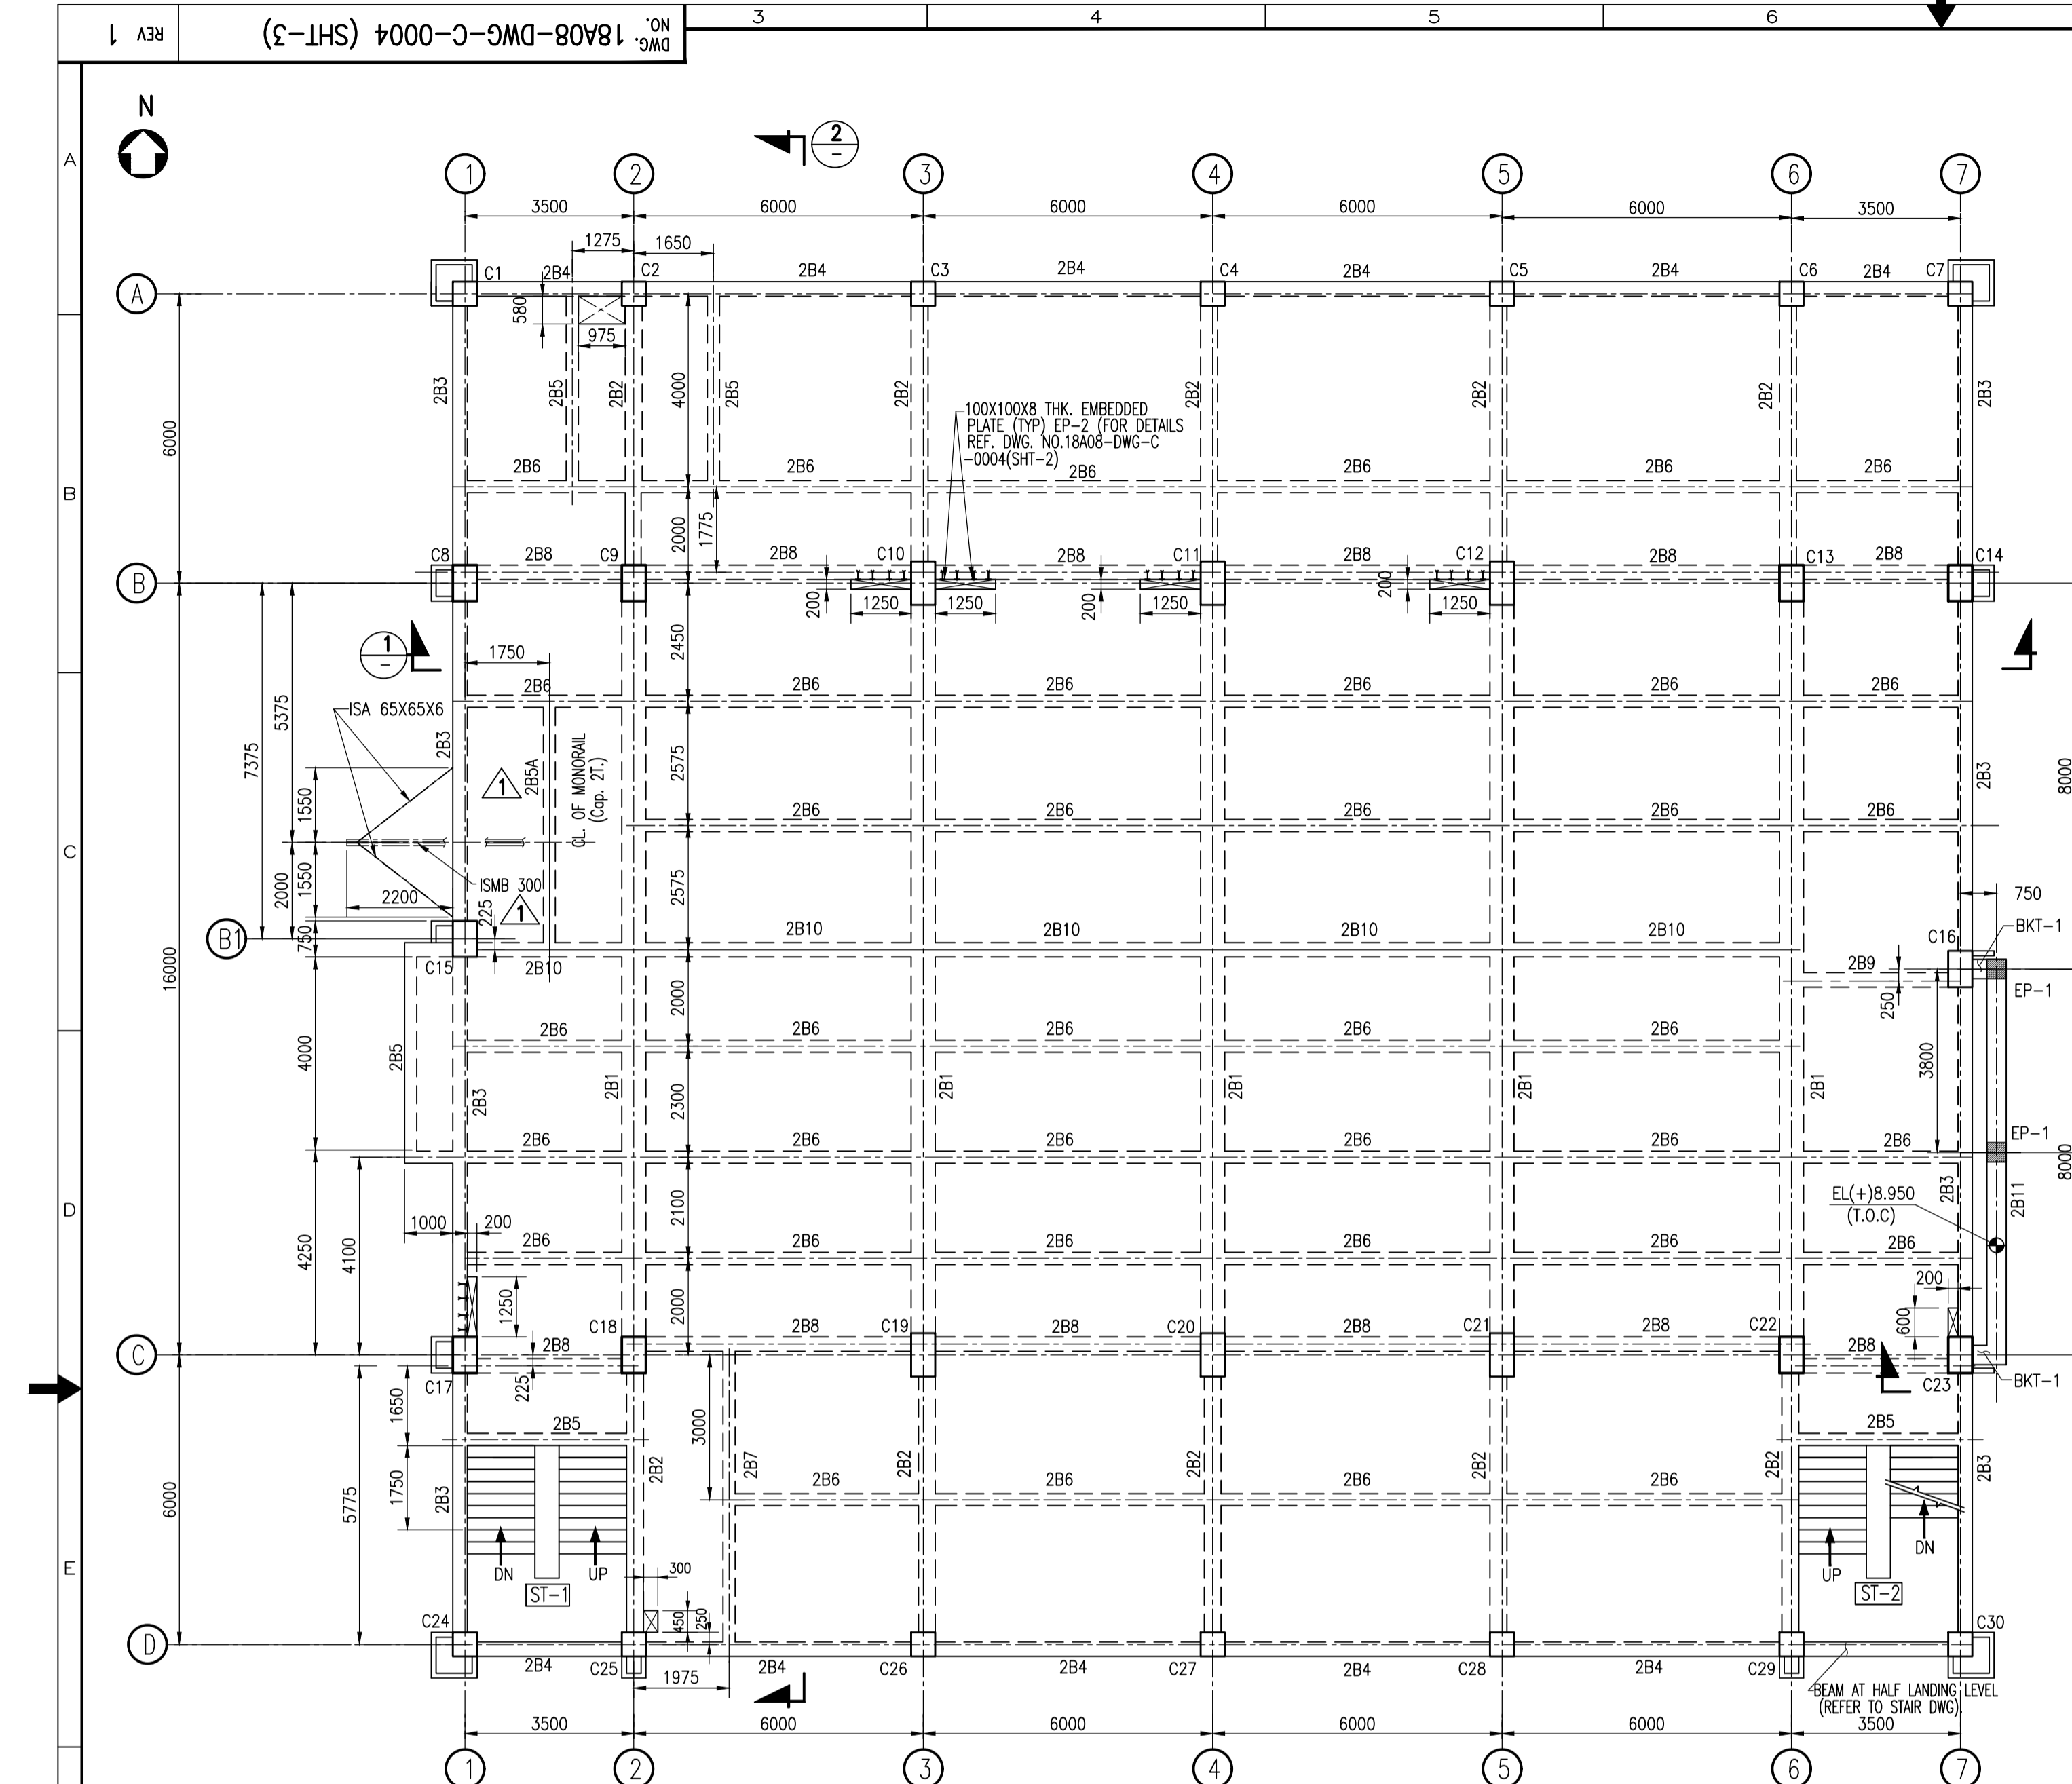 REV 1
DWG. NO. 18A08-DWG-C-0004 (SHT-3)
3 4 5 6
N
2
–
A
1 2 3 4 5 6 7
3500 6000 6000 6000 6000 3500
1275 1650
C1 2B4 C2 2B4 C3 2B4 C4 2B4 C5 2B4 C6 2B4 C7
A
580
975
2B3 2B5 2B2 4000 2B5 2B2 2B2 2B2 2B2 2B3
100X100X8 THK. EMBEDDED
PLATE (TYP) EP-2 (FOR DETAILS
REF. DWG. NO.18A08-DWG-C
-0004(SHT-2)
6000
2B6 2B6 2B6 2B6 2B6 2B6
B
2000 1775
C8 2B8 C9 2B8 C10 2B8 C11 2B8 C12 2B8 C13 2B8 C14
B
200 1250 1250 200 1250 200 1250
1
–
1750
2450
2B6 2B6 2B6 2B6 2B6 2B6
ISA 65X65X6
7375 5375
2B3
1550
1
2B5A
CL. OF MONORAIL
(Cap. 2T.)
2575
2B3
8000
2B6 2B6 2B6 2B6 2B6
C
2000 1550
2200
ISMB 300
225
1
2575
750
B1
750
C15 2B10 2B10 2B10 2B10 2B10
C16
BKT-1
2B9
250
EP-1
16000
4000
2B5
2000
2B6 2B6 2B6 2B6 2B6
2B3 2B1 2300 2B1 2B1 2B1 2B1
3800
2B6 2B6 2B6 2B6 2B6 2B6
EP-1
8000
D
2100
EL(+)8.950
(T.O.C)
2B3
2B11
1000 200
4250 4100
2B6 2B6 2B6 2B6 2B6 2B6
1250
2000
200
600
C18 2B8 C19 2B8 C20 2B8 C21 2B8 C22
C
2B8
225
C17
2B8
C23
BKT-1
1650
2B5
3000
2B5
1750
2B3
2B2
2B7
2B2 2B2 2B2 2B2
2B3
2B6 2B6 2B6 2B6
6000
5775
DN UP
ST-1
300
450 250
UP DN
ST-2
E
C24
C30
D
2B4 C25 2B4 C26 2B4 C27 2B4 C28 2B4 C29
1975
BEAM AT HALF LANDING LEVEL
(REFER TO STAIR DWG).
3500 6000 6000 6000 6000 3500
1 2 3 4 5 6 7